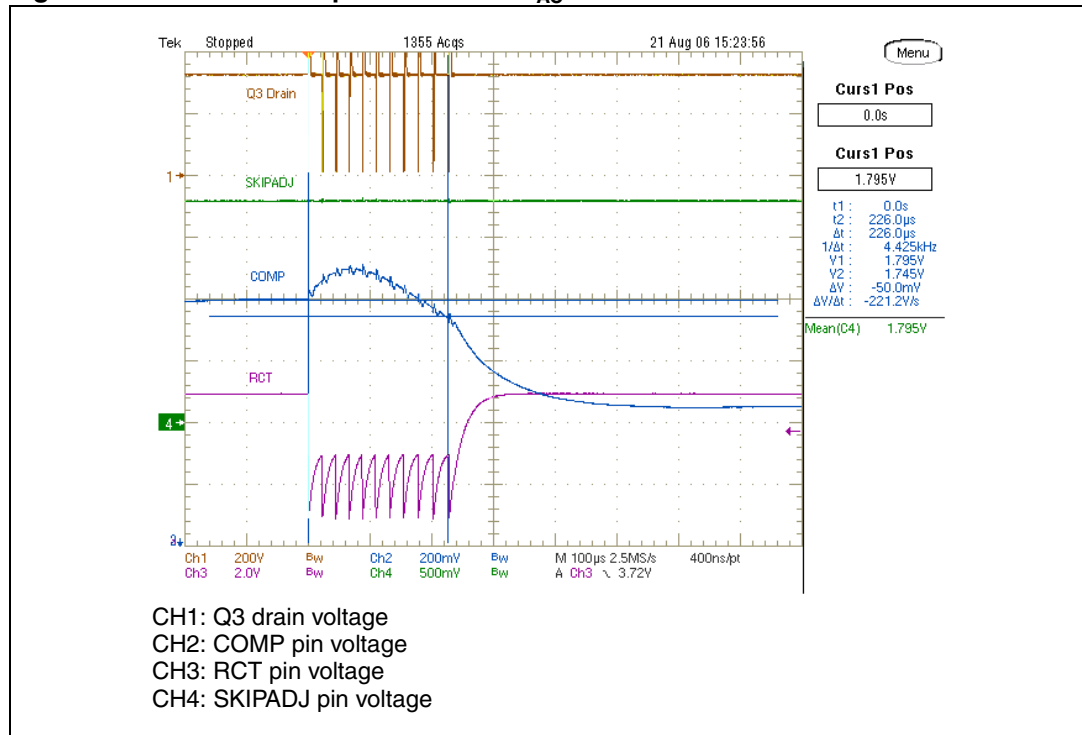 AC
Tek Stopped 1355 Acqs 21 Aug 06 15:23:56
Menu
Curs1 Pos
0.0s
Curs1 Pos
1.795V
t1: 0.0s
t2: 226.0µs
Δt: 226.0µs
1/Δt: 4.425kHz
V1: 1.795V
V2: 1.745V
ΔV: -50.0mV
ΔV/Δt: -221.2V/s
Mean(C4) 1.795V
Q3 Drain
1
SKIPADJ
COMP
RCT
4
Ch1 200V Bw Ch2 200mV Bw M 100µs 2.5MS/s 400ns/pt
Ch3 2.0V Bw Ch4 500mV Bw A Ch3 \ 3.72V
CH1: Q3 drain voltage
CH2: COMP pin voltage
CH3: RCT pin voltage
CH4: SKIPADJ pin voltage